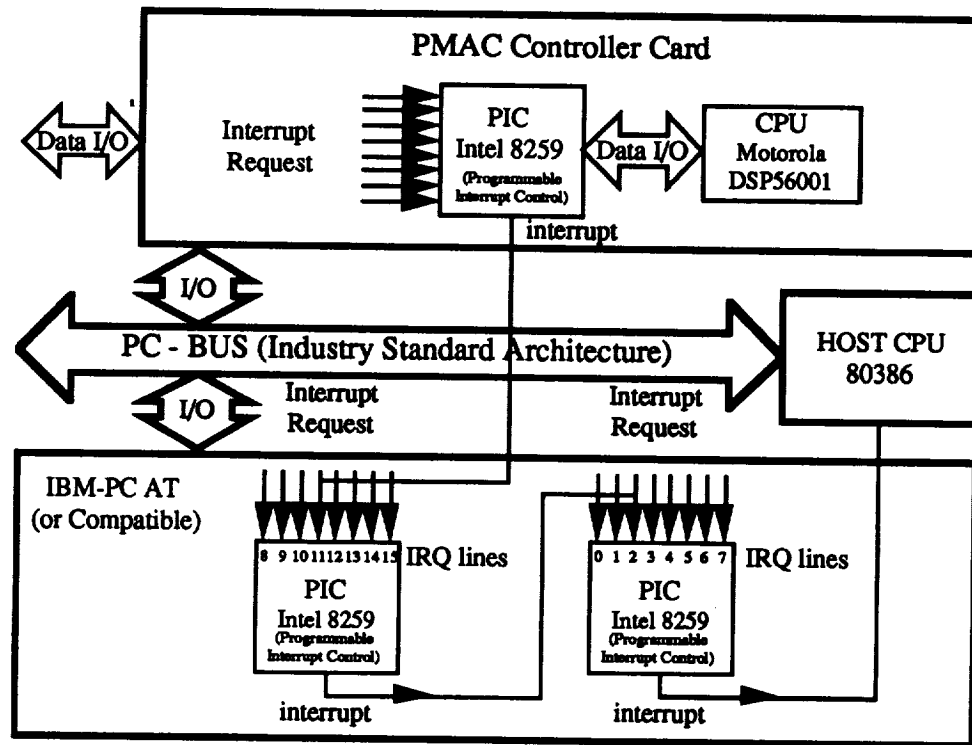 PMAC Controller Card
Data I/O
Interrupt
Request
PIC
Intel 8259
(Programmable
Interrupt Control)
Data I/O
CPU
Motorola
DSP56001
interrupt
I/O
PC - BUS (Industry Standard Architecture)
HOST CPU
80386
I/O
Interrupt
Request
Interrupt
Request
IBM-PC AT
(or Compatible)
8 9 10 11 12 13 14 15
IRQ lines
PIC
Intel 8259
(Programmable
Interrupt Control)
interrupt
0 1 2 3 4 5 6 7
IRQ lines
PIC
Intel 8259
(Programmable
Interrupt Control)
interrupt